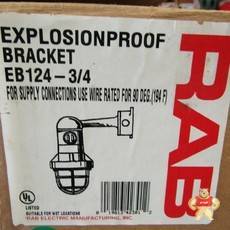 EXPLOSIONPROOF
BRACKET
EB124-3/4
FOR SUPPLY CONNECTIONS USE WIRE RATED FOR 90 DEG.(194 F)
RAB
UL
LISTED
SUITABLE FOR WET LOCATIONS
RAB ELECTRIC MANUFACTURING, INC.